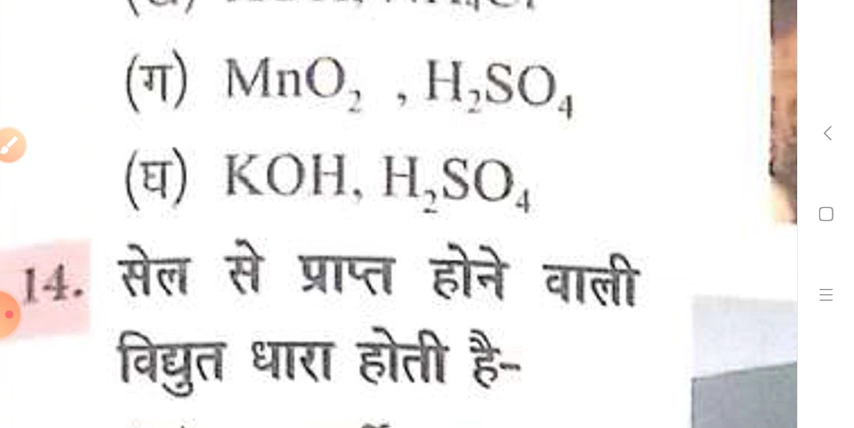 (ग) MnO₂ , H₂SO₄
(घ) KOH, H₂SO₄
14. सेल से प्राप्त होने वाली
विद्युत धारा होती है-